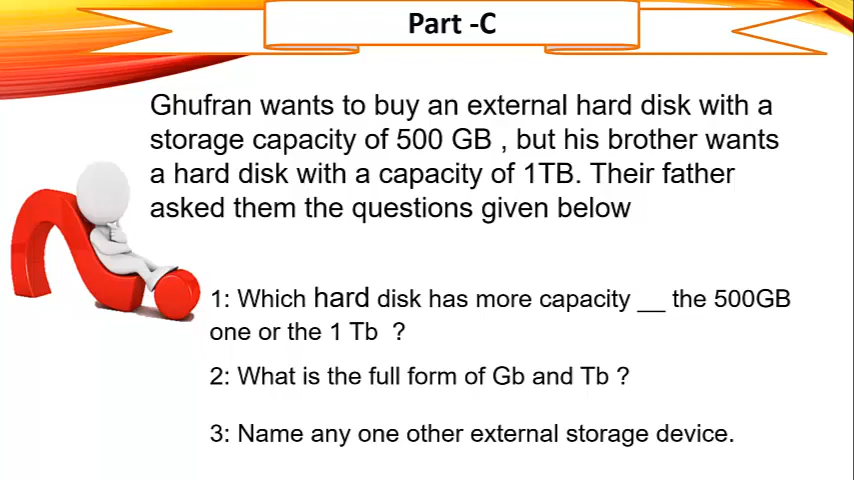 Part -C
Ghufran wants to buy an external hard disk with a
storage capacity of 500 GB , but his brother wants
a hard disk with a capacity of 1TB. Their father
asked them the questions given below
1: Which hard disk has more capacity __ the 500GB
one or the 1 Tb ?
2: What is the full form of Gb and Tb ?
3: Name any one other external storage device.